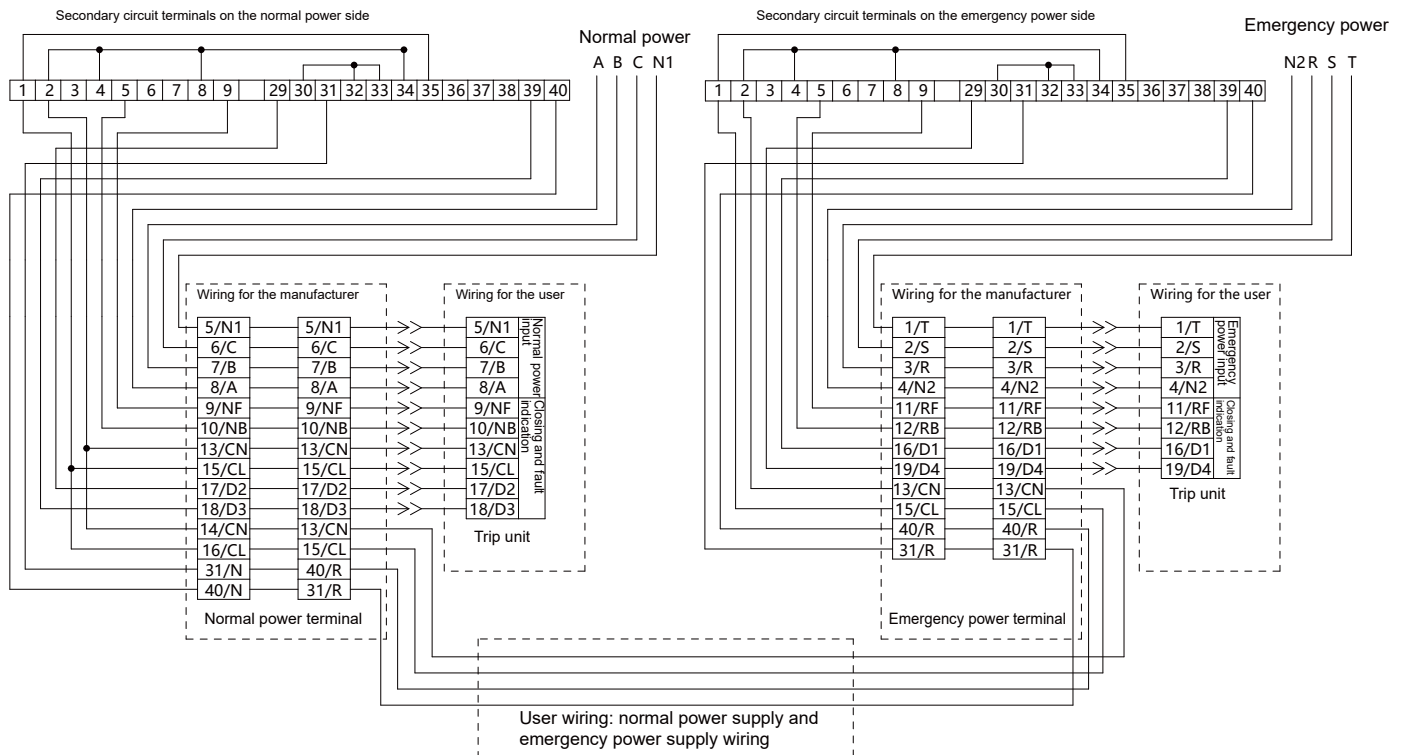 Secondary circuit terminals on the normal power side
Normal power
A B C N1
1 2 3 4 5 6 7 8 9 29 30 31 32 33 34 35 36 37 38 39 40
Secondary circuit terminals on the emergency power side
Emergency power
N2 R S T
1 2 3 4 5 6 7 8 9 29 30 31 32 33 34 35 36 37 38 39 40
Wiring for the manufacturer
5/N1 5/N1
6/C 6/C
7/B 7/B
8/A 8/A
9/NF 9/NF
10/NB 10/NB
13/CN 13/CN
15/CL 15/CL
17/D2 17/D2
18/D3 18/D3
14/CN 13/CN
16/CL 15/CL
31/N 40/R
40/N 31/R
Normal power terminal
Wiring for the user
5/N1
6/C
7/B
8/A
9/NF
10/NB
13/CN
15/CL
17/D2
18/D3
Normal power
input
Closing and fault
indication
Trip unit
Wiring for the manufacturer
1/T 1/T
2/S 2/S
3/R 3/R
4/N2 4/N2
11/RF 11/RF
12/RB 12/RB
16/D1 16/D1
19/D4 19/D4
13/CN 13/CN
15/CL 15/CL
40/R 40/R
31/R 31/R
Emergency power terminal
Wiring for the user
1/T
2/S
3/R
4/N2
11/RF
12/RB
16/D1
19/D4
Emergency
power input
Closing and fault
indication
Trip unit
User wiring: normal power supply and
emergency power supply wiring